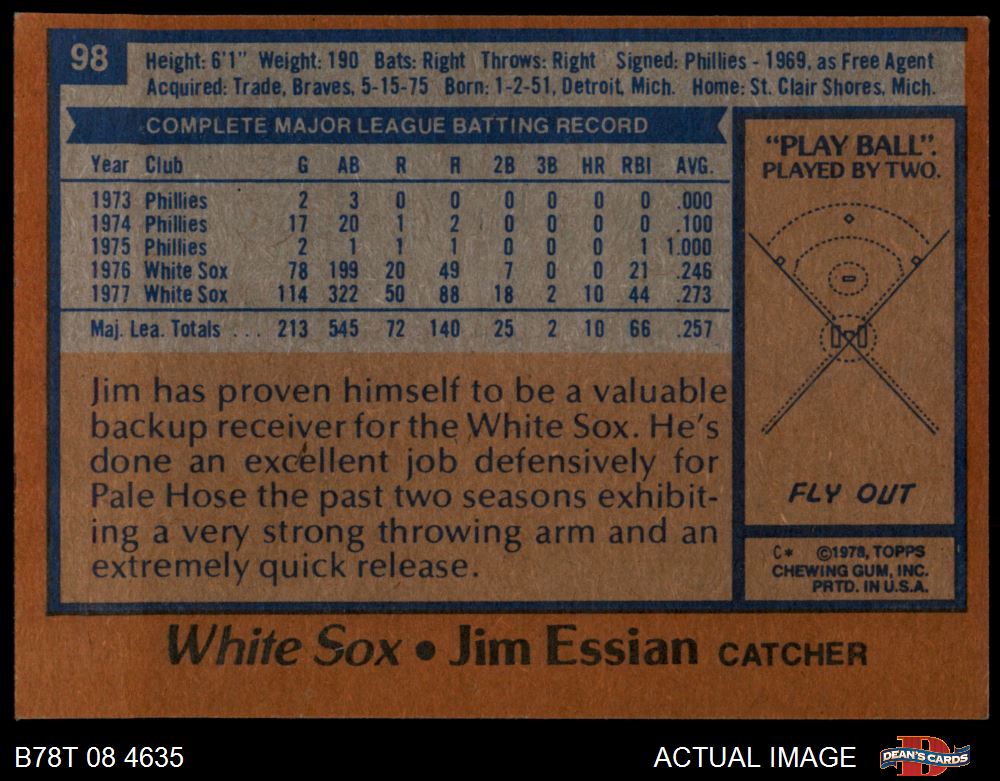 98
Height: 6'1" Weight: 190 Bats: Right Throws: Right Signed: Phillies - 1969, as Free Agent
Acquired: Trade, Braves, 5-15-75 Born: 1-2-51, Detroit, Mich. Home: St. Clair Shores, Mich.
COMPLETE MAJOR LEAGUE BATTING RECORD
Year Club G AB R H 2B 3B HR RBI AVG.
1973 Phillies 2 3 0 0 0 0 0 0 .000
1974 Phillies 17 20 1 2 0 0 0 0 .100
1975 Phillies 2 1 1 1 0 0 0 1 1.000
1976 White Sox 78 199 20 49 7 0 0 21 .246
1977 White Sox 114 322 50 88 18 2 10 44 .273
Maj. Lea. Totals ... 213 545 72 140 25 2 10 66 .257
Jim has proven himself to be a valuable
backup receiver for the White Sox. He's
done an excellent job defensively for
Pale Hose the past two seasons exhibit-
ing a very strong throwing arm and an
extremely quick release.
"PLAY BALL".
PLAYED BY TWO.
FLY OUT
C* ©1978, TOPPS
CHEWING GUM, INC.
PRTD. IN U.S.A.
White Sox • Jim Essian CATCHER
B78T 08 4635
ACTUAL IMAGE
D
DEAN'S CARDS